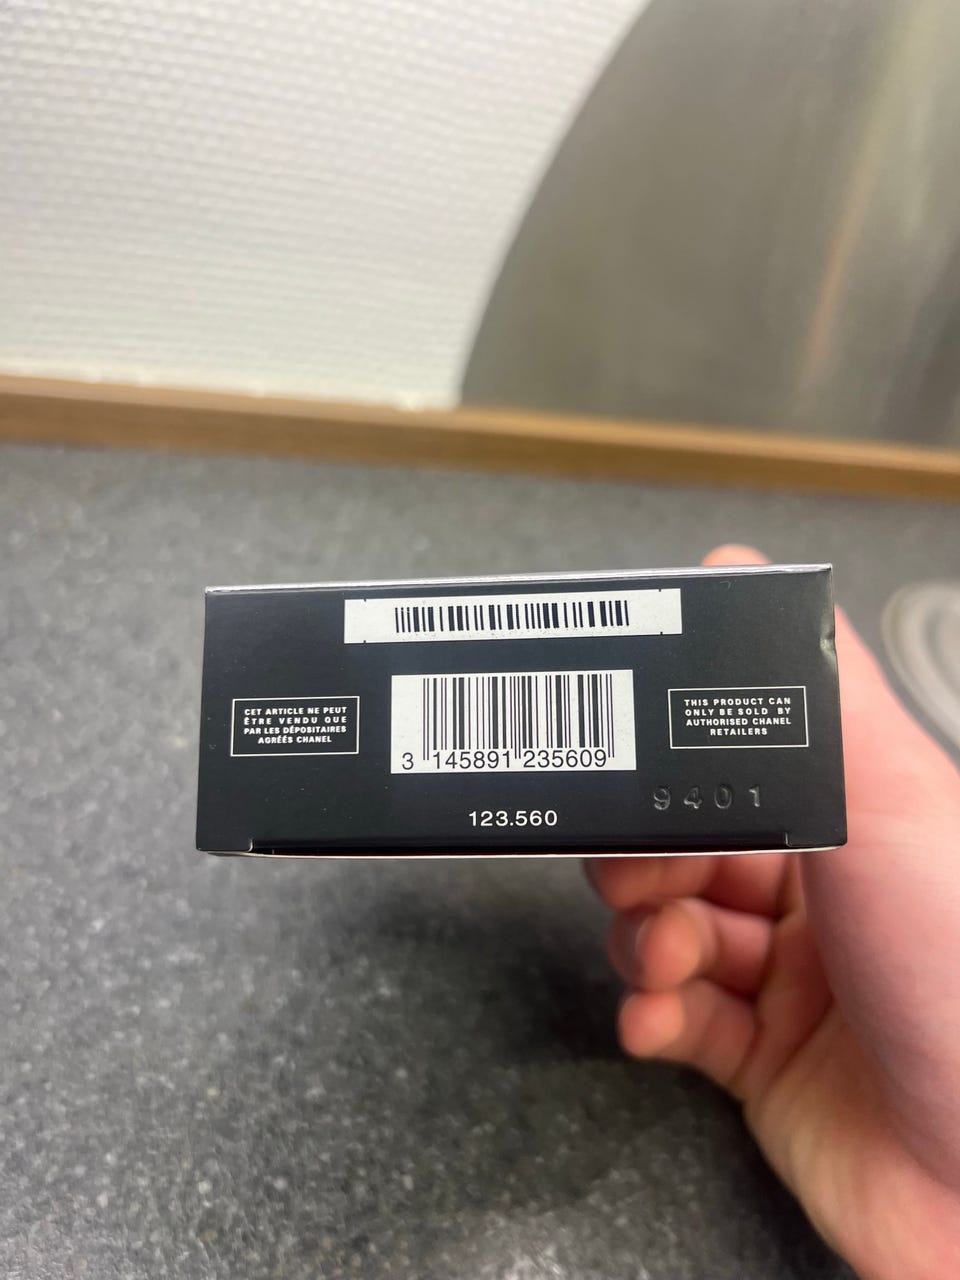 CET ARTICLE NE PEUT
ÊTRE VENDU QUE
PAR LES DÉPOSITAIRES
AGRÉÉS CHANEL
THIS PRODUCT CAN
ONLY BE SOLD BY
AUTHORISED CHANEL
RETAILERS
3 145891 235609
9401
123.560